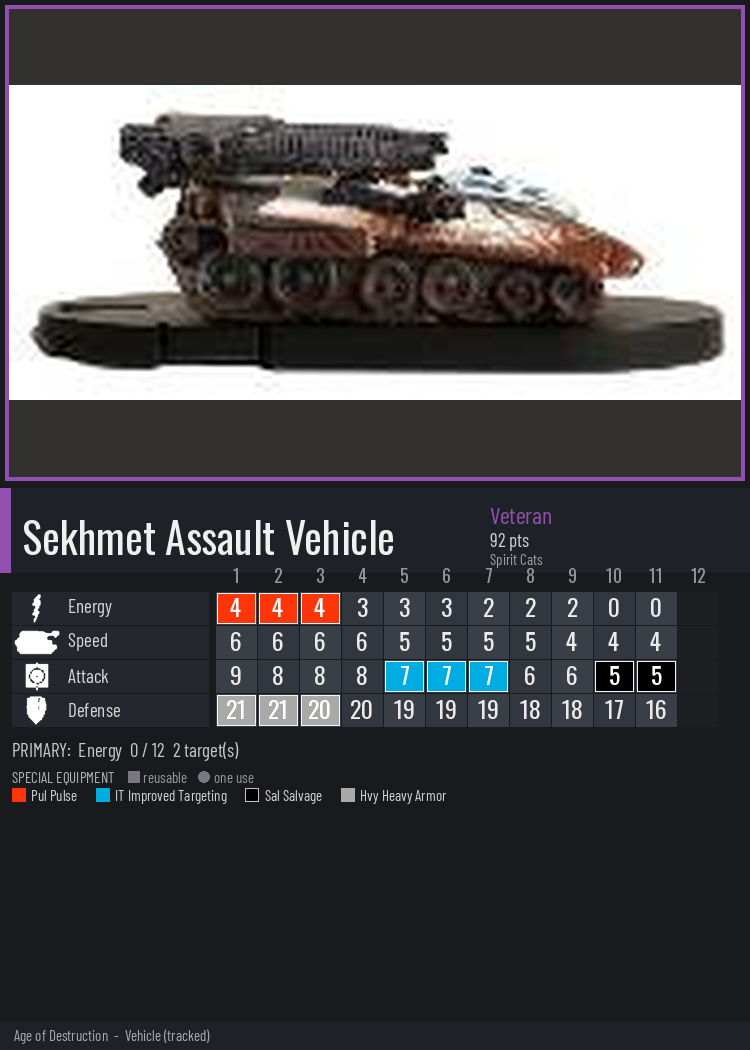 Sekhmet Assault Vehicle
Veteran
92 pts
Spirit Cats
1 2 3 4 5 6 7 8 9 10 11 12
Energy 4 4 4 3 3 3 2 2 2 0 0
Speed 6 6 6 6 5 5 5 5 4 4 4
Attack 9 8 8 8 7 7 7 6 6 5 5
Defense 21 21 20 20 19 19 19 18 18 17 16
PRIMARY: Energy 0 / 12 2 target(s)
SPECIAL EQUIPMENT reusable one use
Pul Pulse IT Improved Targeting Sal Salvage Hvy Heavy Armor
Age of Destruction - Vehicle (tracked)